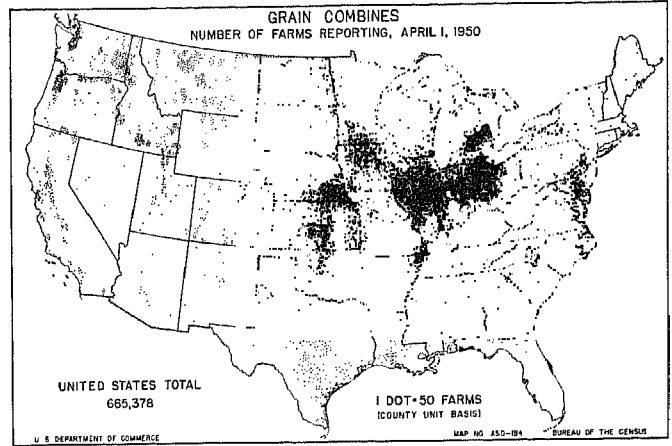 GRAIN COMBINES
NUMBER OF FARMS REPORTING, APRIL 1, 1950
UNITED STATES TOTAL
665,378
1 DOT=50 FARMS
(COUNTY UNIT BASIS)
U S DEPARTMENT OF COMMERCE
MAP NO A50-194
BUREAU OF THE CENSUS